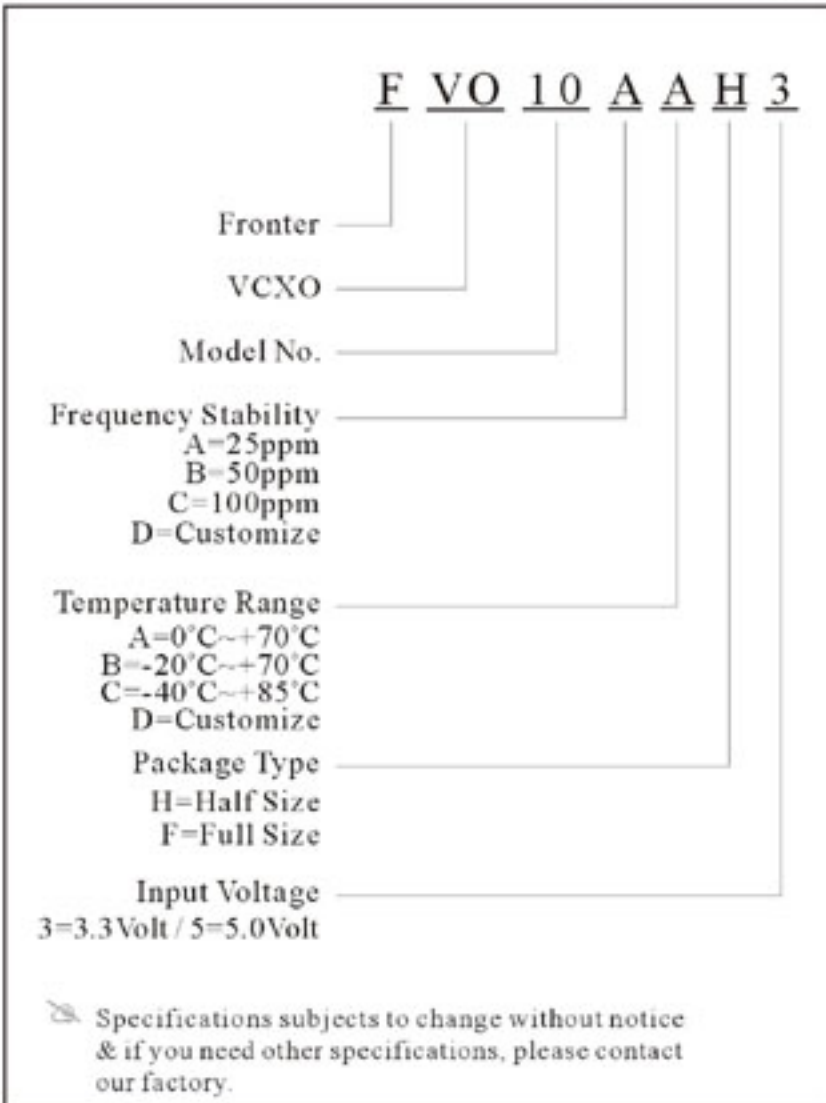 F VO 10 A A H 3
Fronter
VCXO
Model No.
Frequency Stability
A=25ppm
B=50ppm
C=100ppm
D=Customize
Temperature Range
A=0°C~+70°C
B=-20°C~+70°C
C=-40°C~+85°C
D=Customize
Package Type
H=Half Size
F=Full Size
Input Voltage
3=3.3Volt / 5=5.0Volt
Specifications subjects to change without notice
& if you need other specifications, please contact
our factory.